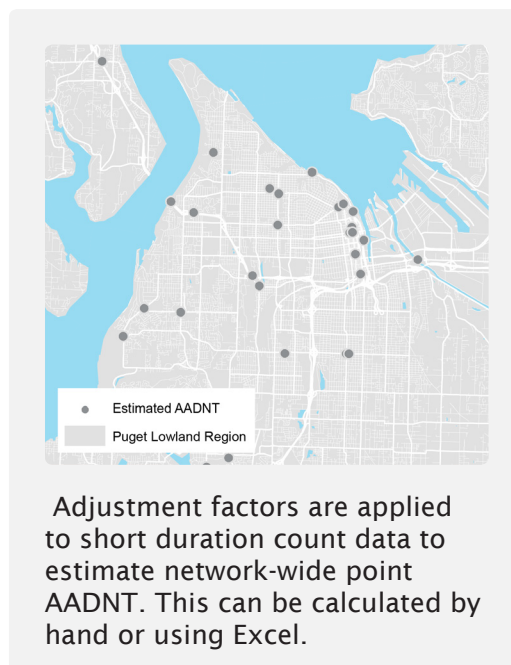 Estimated AADNT
Puget Lowland Region
Adjustment factors are applied
to short duration count data to
estimate network-wide point
AADNT. This can be calculated by
hand or using Excel.